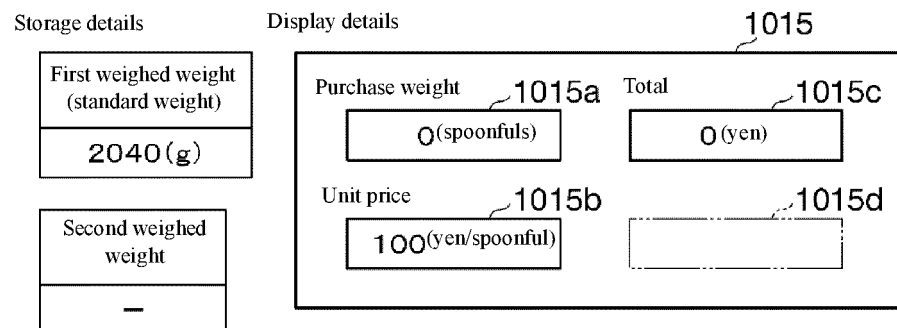 Storage details
First weighed weight
(standard weight)
2040(g)
Second weighed
weight
–
Display details
1015
Purchase weight
1015a
0(spoonfuls)
Total
1015c
0(yen)
Unit price
1015b
100(yen/spoonful)
1015d